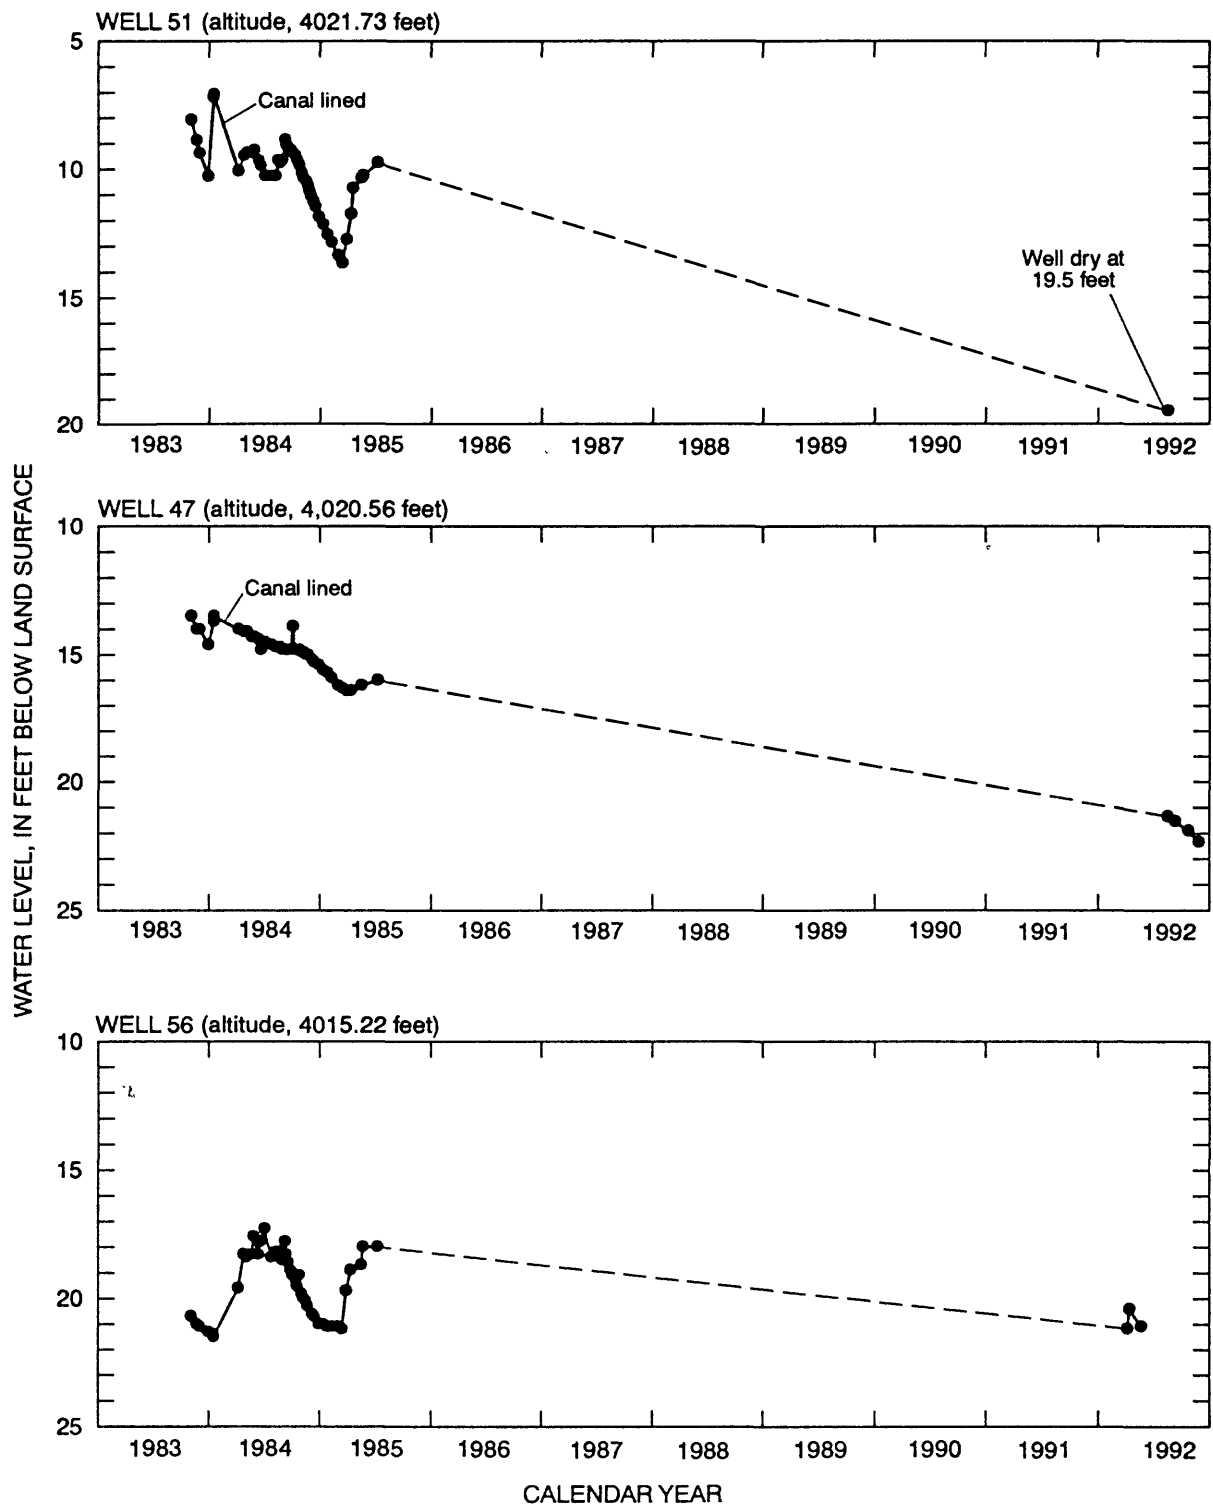 WELL 51 (altitude, 4021.73 feet)
5
Canal lined
10
Well dry at
19.5 feet
15
20
1983 1984 1985 1986 1987 1988 1989 1990 1991 1992
WATER LEVEL, IN FEET BELOW LAND SURFACE
WELL 47 (altitude, 4,020.56 feet)
10
Canal lined
15
20
25
1983 1984 1985 1986 1987 1988 1989 1990 1991 1992
WELL 56 (altitude, 4015.22 feet)
10
15
20
25
1983 1984 1985 1986 1987 1988 1989 1990 1991 1992
CALENDAR YEAR